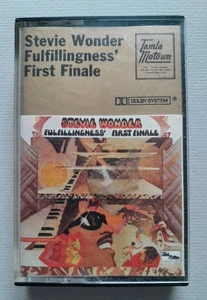 Stevie Wonder
Fulfillingness'
First Finale
Tamla
Motown
DOLBY SYSTEM ®
STEVIE WONDER
FULFILLINGNESS' FIRST FINALE